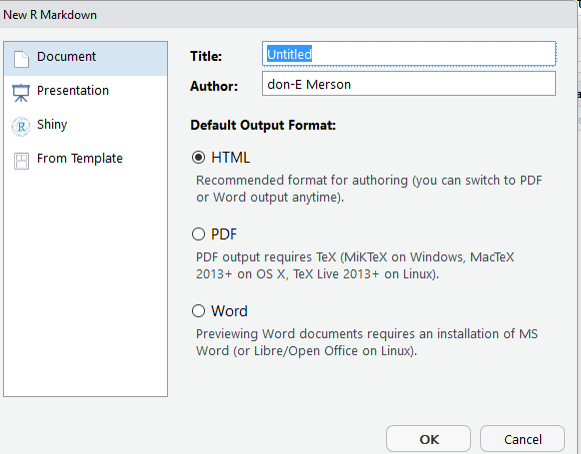 New R Markdown
Document
Presentation
Shiny
From Template
Title: Untitled
Author: don-E Merson
Default Output Format:
HTML
Recommended format for authoring (you can switch to PDF
or Word output anytime).
PDF
PDF output requires TeX (MiKTeX on Windows, MacTeX
2013+ on OS X, TeX Live 2013+ on Linux).
Word
Previewing Word documents requires an installation of MS
Word (or Libre/Open Office on Linux).
OK Cancel